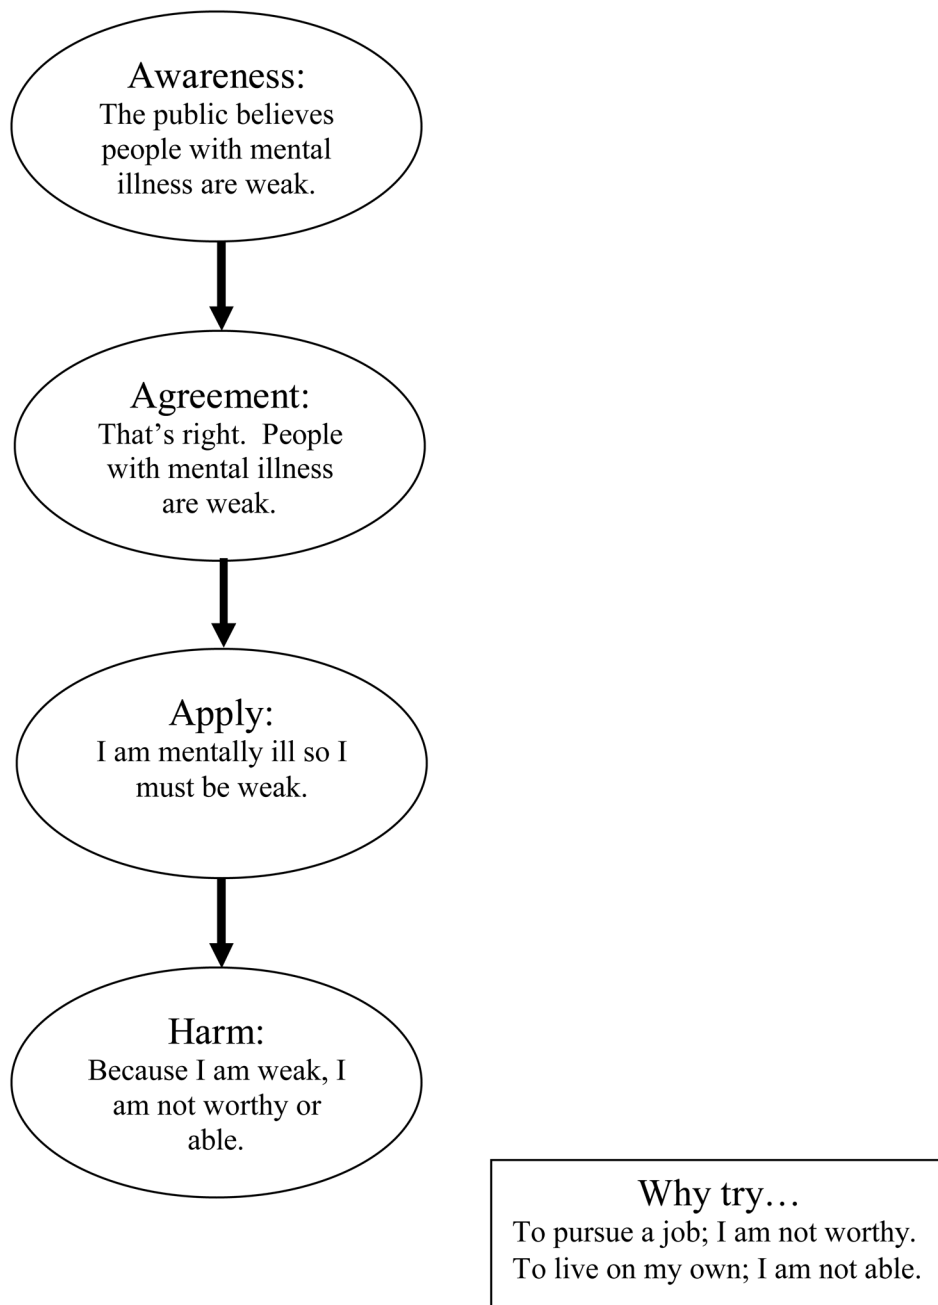 Awareness:
The public believes
people with mental
illness are weak.
Agreement:
That’s right.  People
with mental illness
are weak.
Apply:
I am mentally ill so I
must be weak.
Harm:
Because I am weak, I
am not worthy or
able.
Why try…
To pursue a job; I am not worthy.
To live on my own; I am not able.